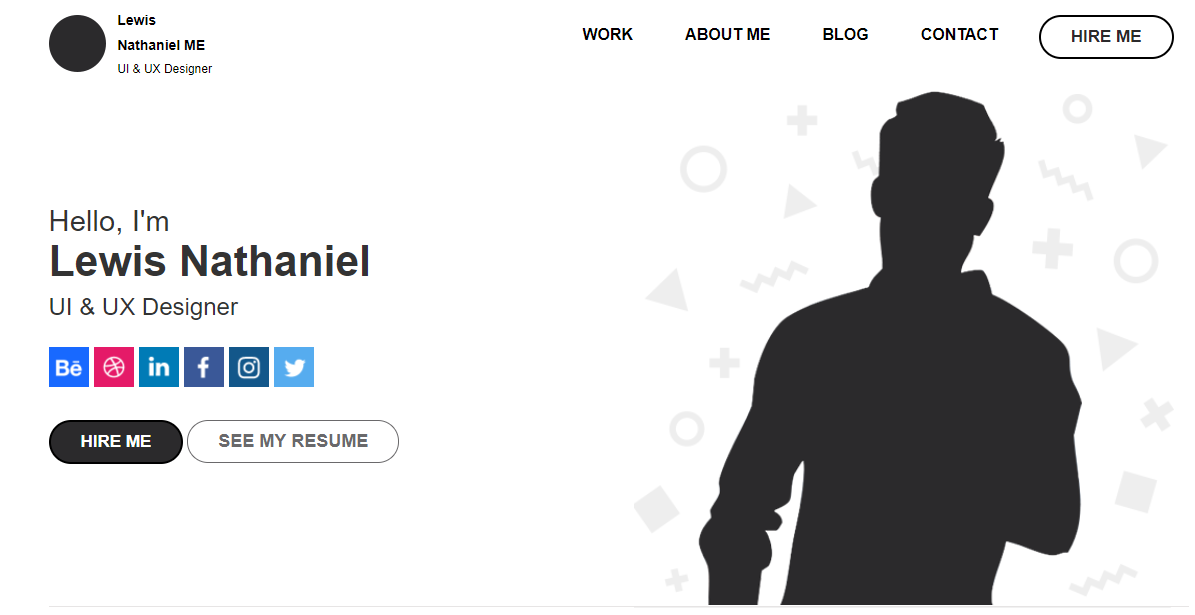 Lewis
Nathaniel ME
UI & UX Designer
WORK
ABOUT ME
BLOG
CONTACT
HIRE ME
Hello, I'm
Lewis Nathaniel
UI & UX Designer
Bē
in
f
HIRE ME
SEE MY RESUME